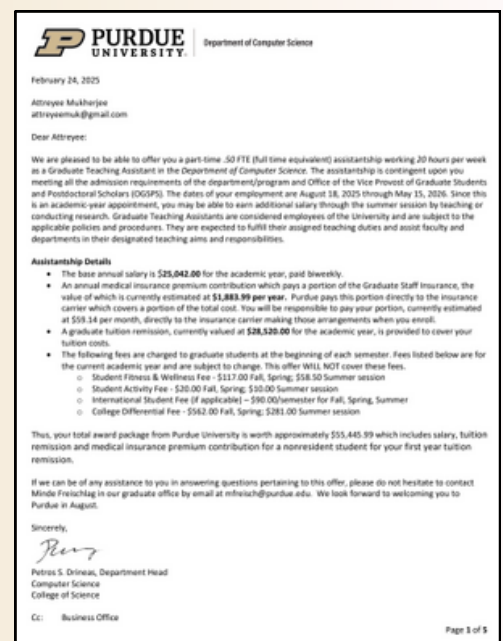 P PURDUE UNIVERSITY
Department of Computer Science
February 24, 2025
Attreyee Mukherjee
attreyeemuk@gmail.com
Dear Attreyee:
We are pleased to be able to offer you a part-time .50 FTE (full time equivalent) assistantship working 20 hours per week
as a Graduate Teaching Assistant in the Department of Computer Science. The assistantship is contingent upon you
meeting all the admission requirements of the department/program and Office of the Vice Provost of Graduate Students
and Postdoctoral Scholars (OGSPS). The dates of your employment are August 18, 2025 through May 15, 2026. Since this
is an academic-year appointment, you may be able to earn additional salary through the summer session by teaching or
conducting research. Graduate Teaching Assistants are considered employees of the University and are subject to the
applicable policies and procedures. They are expected to fulfill their assigned teaching duties and assist faculty and
departments in their designated teaching aims and responsibilities.
Assistantship Details
• The base annual salary is $25,042.00 for the academic year, paid biweekly.
• An annual medical insurance premium contribution which pays a portion of the Graduate Staff Insurance, the
value of which is currently estimated at $1,883.99 per year. Purdue pays this portion directly to the insurance
carrier which covers a portion of the total cost. You will be responsible to pay your portion, currently estimated
at $59.14 per month, directly to the insurance carrier making those arrangements when you enroll.
• A graduate tuition remission, currently valued at $28,520.00 for the academic year, is provided to cover your
tuition costs.
• The following fees are charged to graduate students at the beginning of each semester. Fees listed below are for
the current academic year and are subject to change. This offer WILL NOT cover these fees.
○ Student Fitness & Wellness Fee - $117.00 Fall, Spring; $58.50 Summer session
○ Student Activity Fee - $20.00 Fall, Spring; $10.00 Summer session
○ International Student Fee (if applicable) – $90.00/semester for Fall, Spring, Summer
○ College Differential Fee - $562.00 Fall, Spring; $281.00 Summer session
Thus, your total award package from Purdue University is worth approximately $55,445.99 which includes salary, tuition
remission and medical insurance premium contribution for a nonresident student for your first year tuition
remission.
If we can be of any assistance to you in answering questions pertaining to this offer, please do not hesitate to contact
Minde Freischlag in our graduate office by email at mfreisch@purdue.edu. We look forward to welcoming you to
Purdue in August.
Sincerely,
Petros S. Drineas, Department Head
Computer Science
College of Science
Cc: Business Office
Page 1 of 5